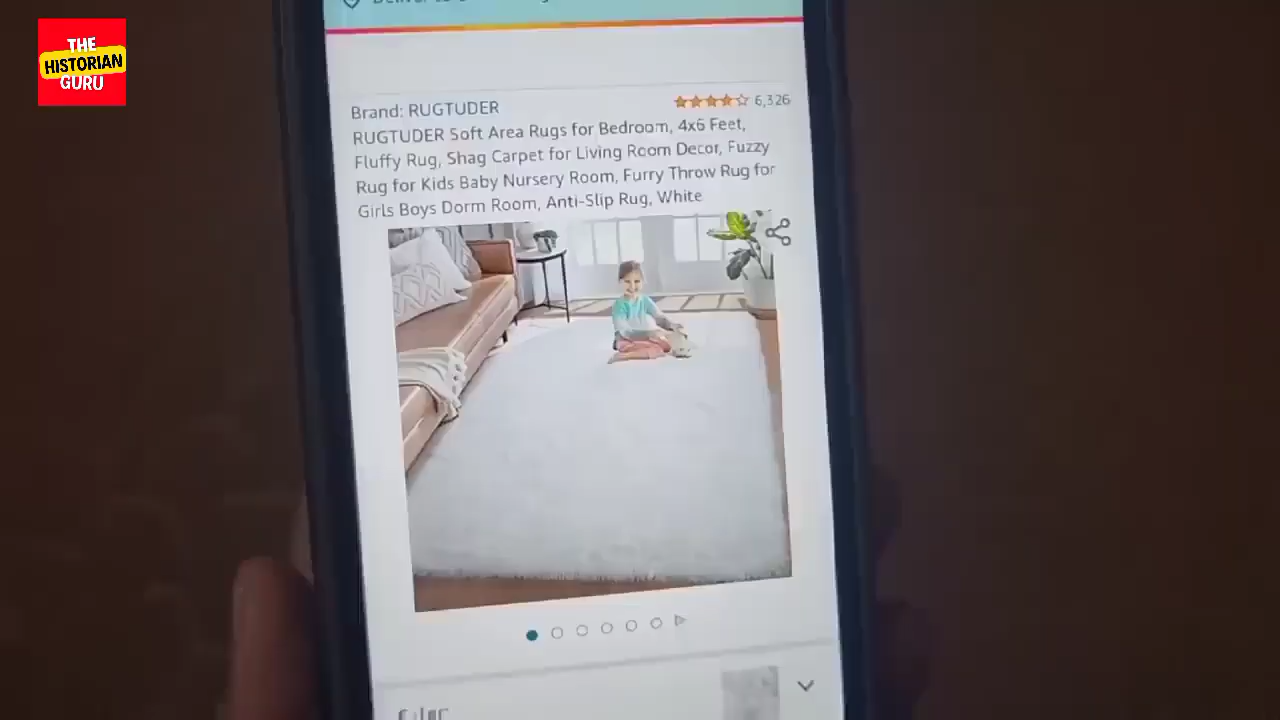 THE
HISTORIAN
GURU
Brand: RUGTUDER
6,326
RUGTUDER Soft Area Rugs for Bedroom, 4x6 Feet,
Fluffy Rug, Shag Carpet for Living Room Decor, Fuzzy
Rug for Kids Baby Nursery Room, Furry Throw Rug for
Girls Boys Dorm Room, Anti-Slip Rug, White